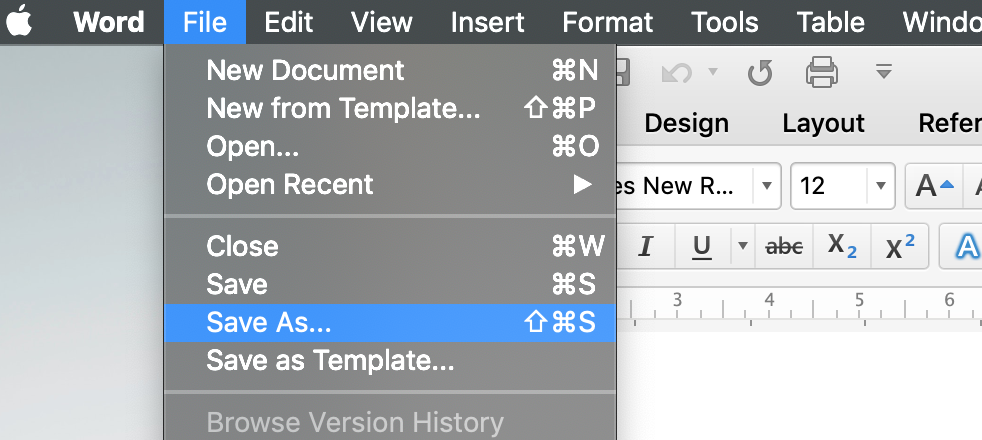 Word File Edit View Insert Format Tools Table Windo
New Document ⌘N
New from Template... ⇧⌘P
Open... ⌘O
Open Recent ▶
Close ⌘W
Save ⌘S
Save As... ⇧⌘S
Save as Template...
Browse Version History
Design Layout Refer
es New R... 12 A
I U abc X₂ X² A
3 4 5 6